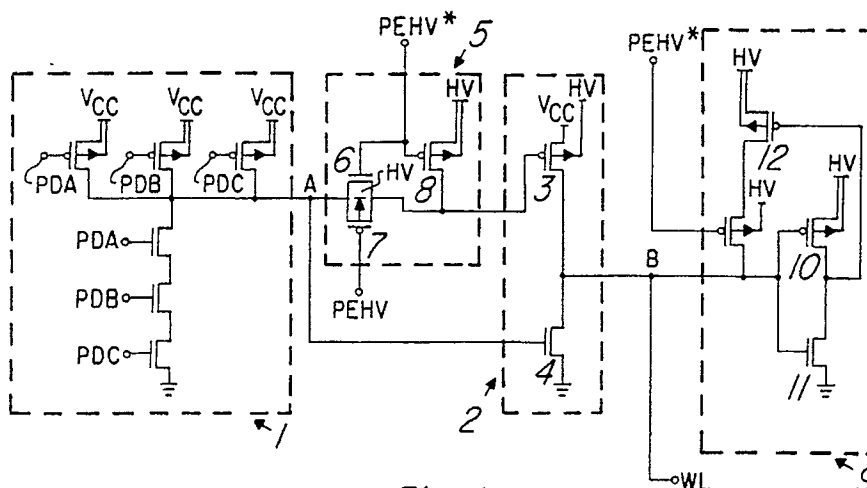 PEHV*
5
PEHV*
HV
VCC
VCC
VCC
HV
HV
VCC
6
HV
12
PDA
PDB
PDC
A
8
3
HV
HV
7
10
PDA
PEHV
B
PDB
4
PDC
11
2
1
WL